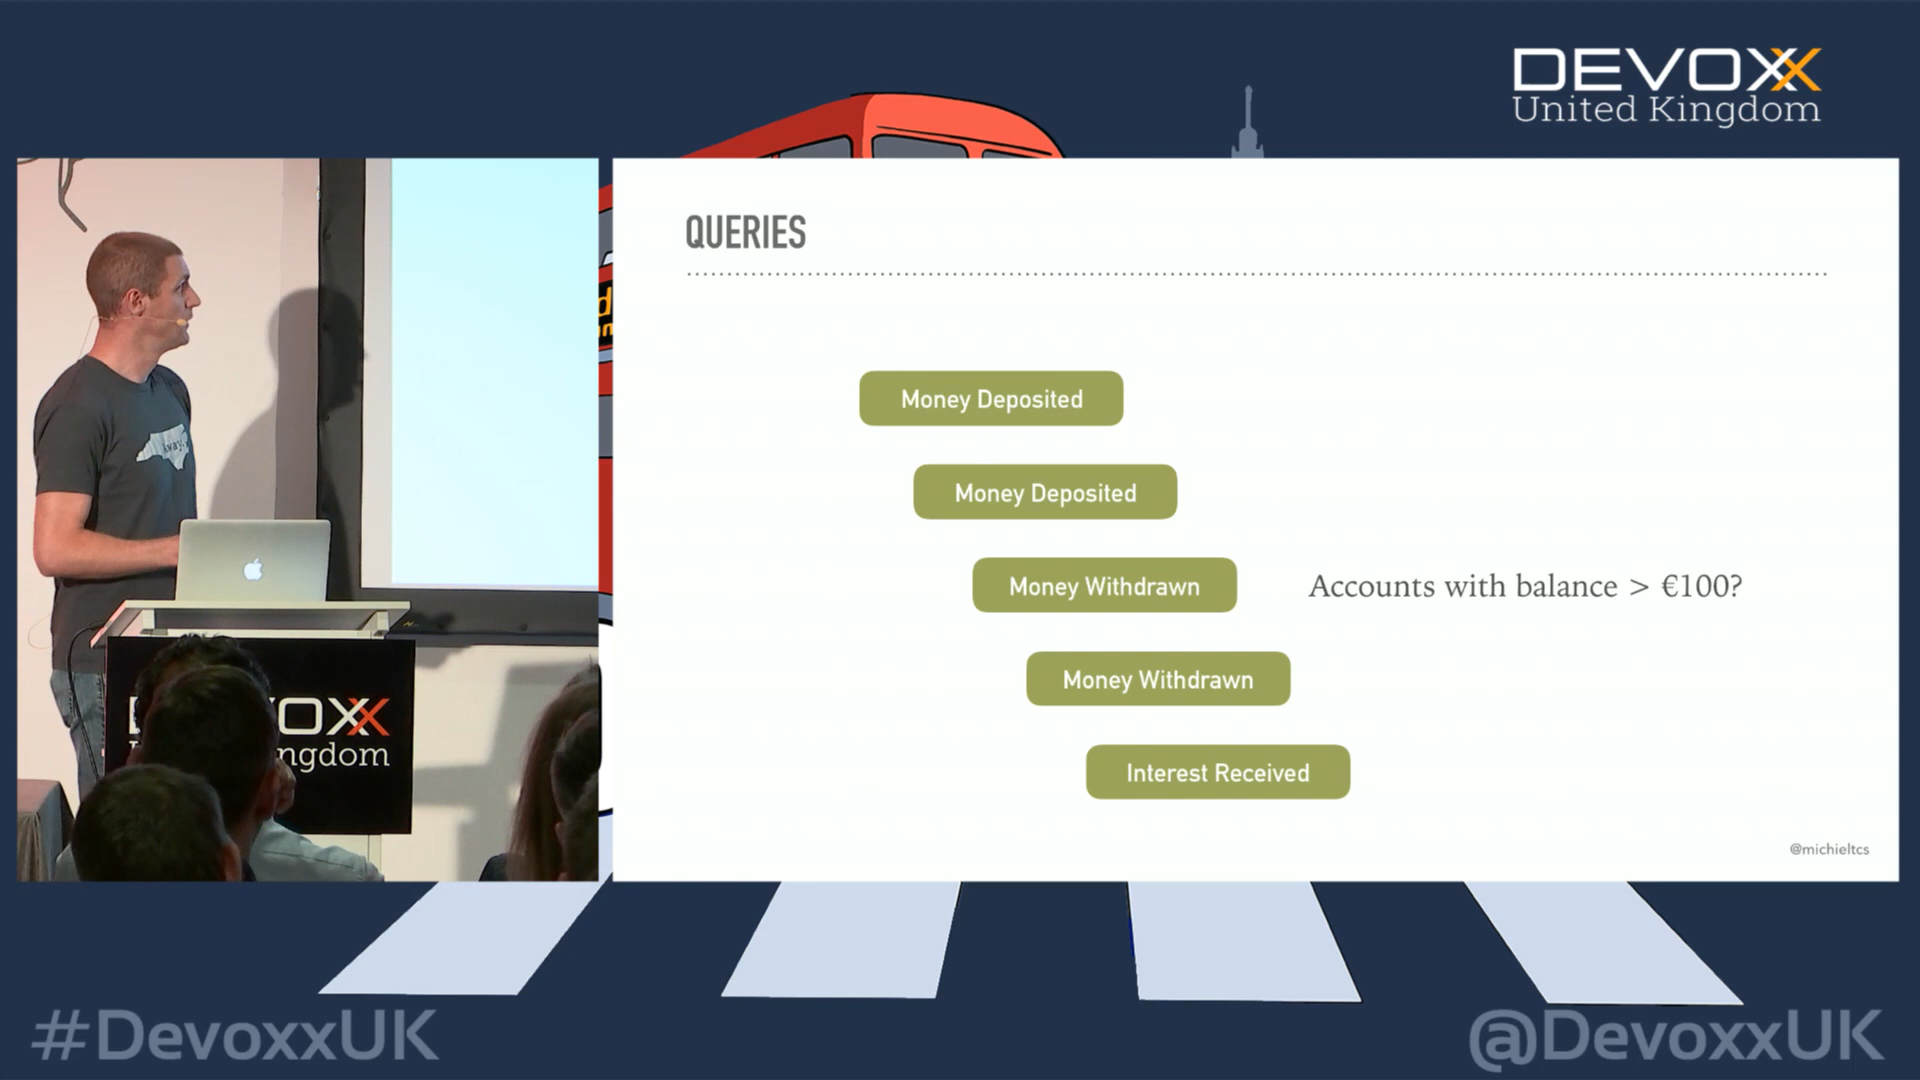 DEVOXX
United Kingdom
QUERIES
Money Deposited
Money Deposited
Money Withdrawn
Accounts with balance > €100?
Money Withdrawn
Interest Received
@michieltcs
OXX
ngdom
#DevoxxUK
@DevoxxUK